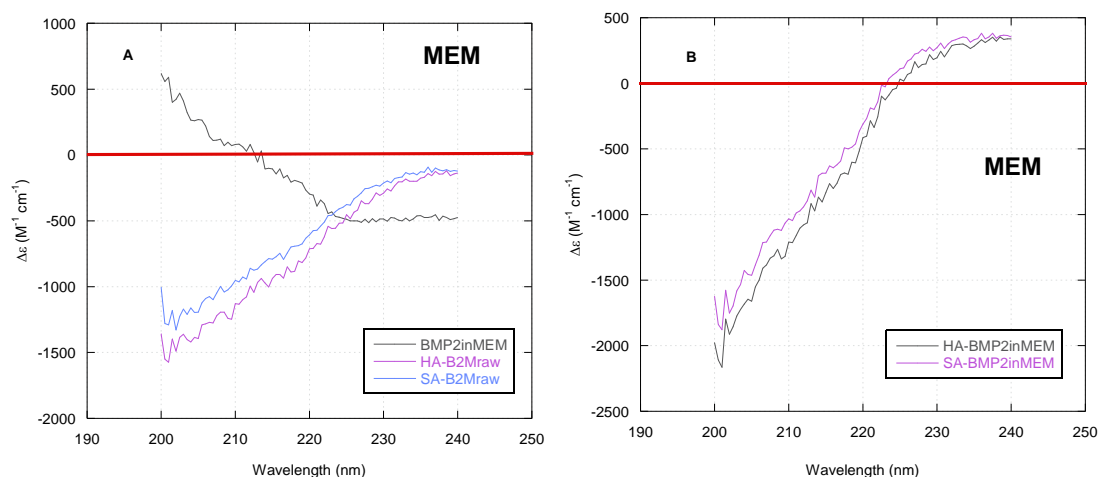 A
MEM
1000
500
0
-500
-1000
-1500
-2000
Δε (M⁻¹ cm⁻¹)
BMP2inMEM
HA-B2Mraw
SA-B2Mraw
190 200 210 220 230 240 250
Wavelength (nm)
B
MEM
500
0
-500
-1000
-1500
-2000
-2500
Δε (M⁻¹ cm⁻¹)
HA-BMP2inMEM
SA-BMP2inMEM
190 200 210 220 230 240 250
Wavelength (nm)